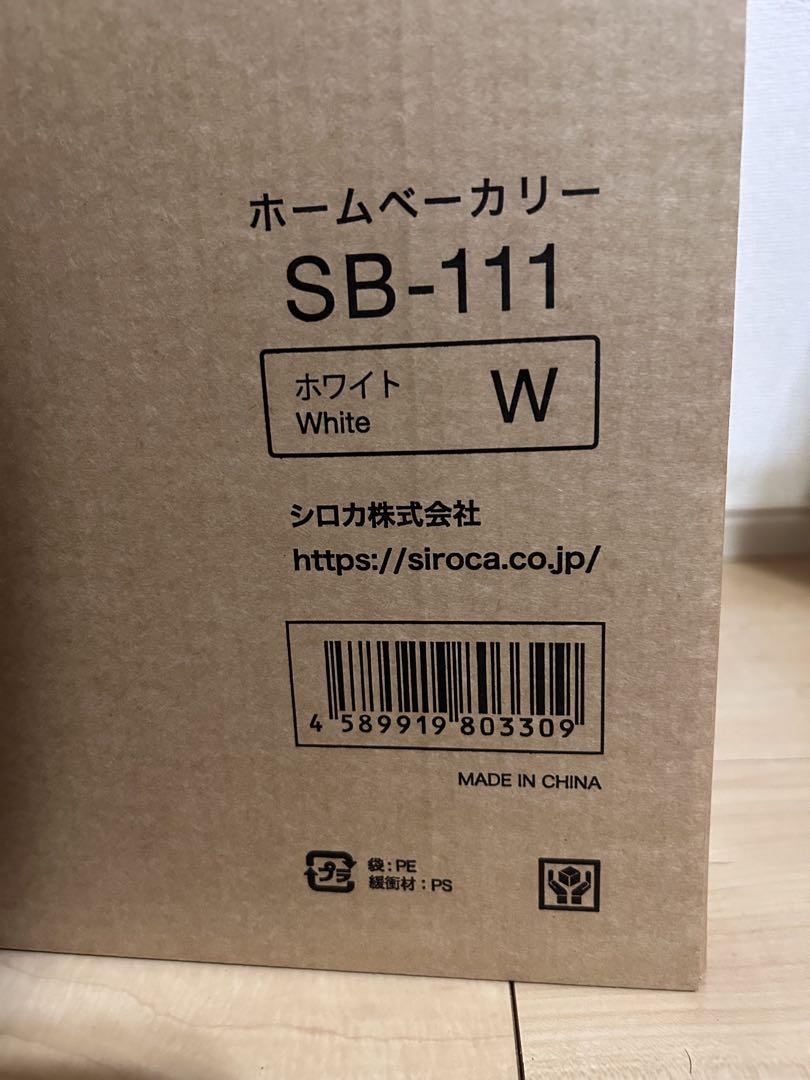 ホームベーカリー
SB-111
ホワイト
White
W
シロカ株式会社
https://siroca.co.jp/
4 589919 803309
MADE IN CHINA
プラ
袋:PE
緩衝材:PS